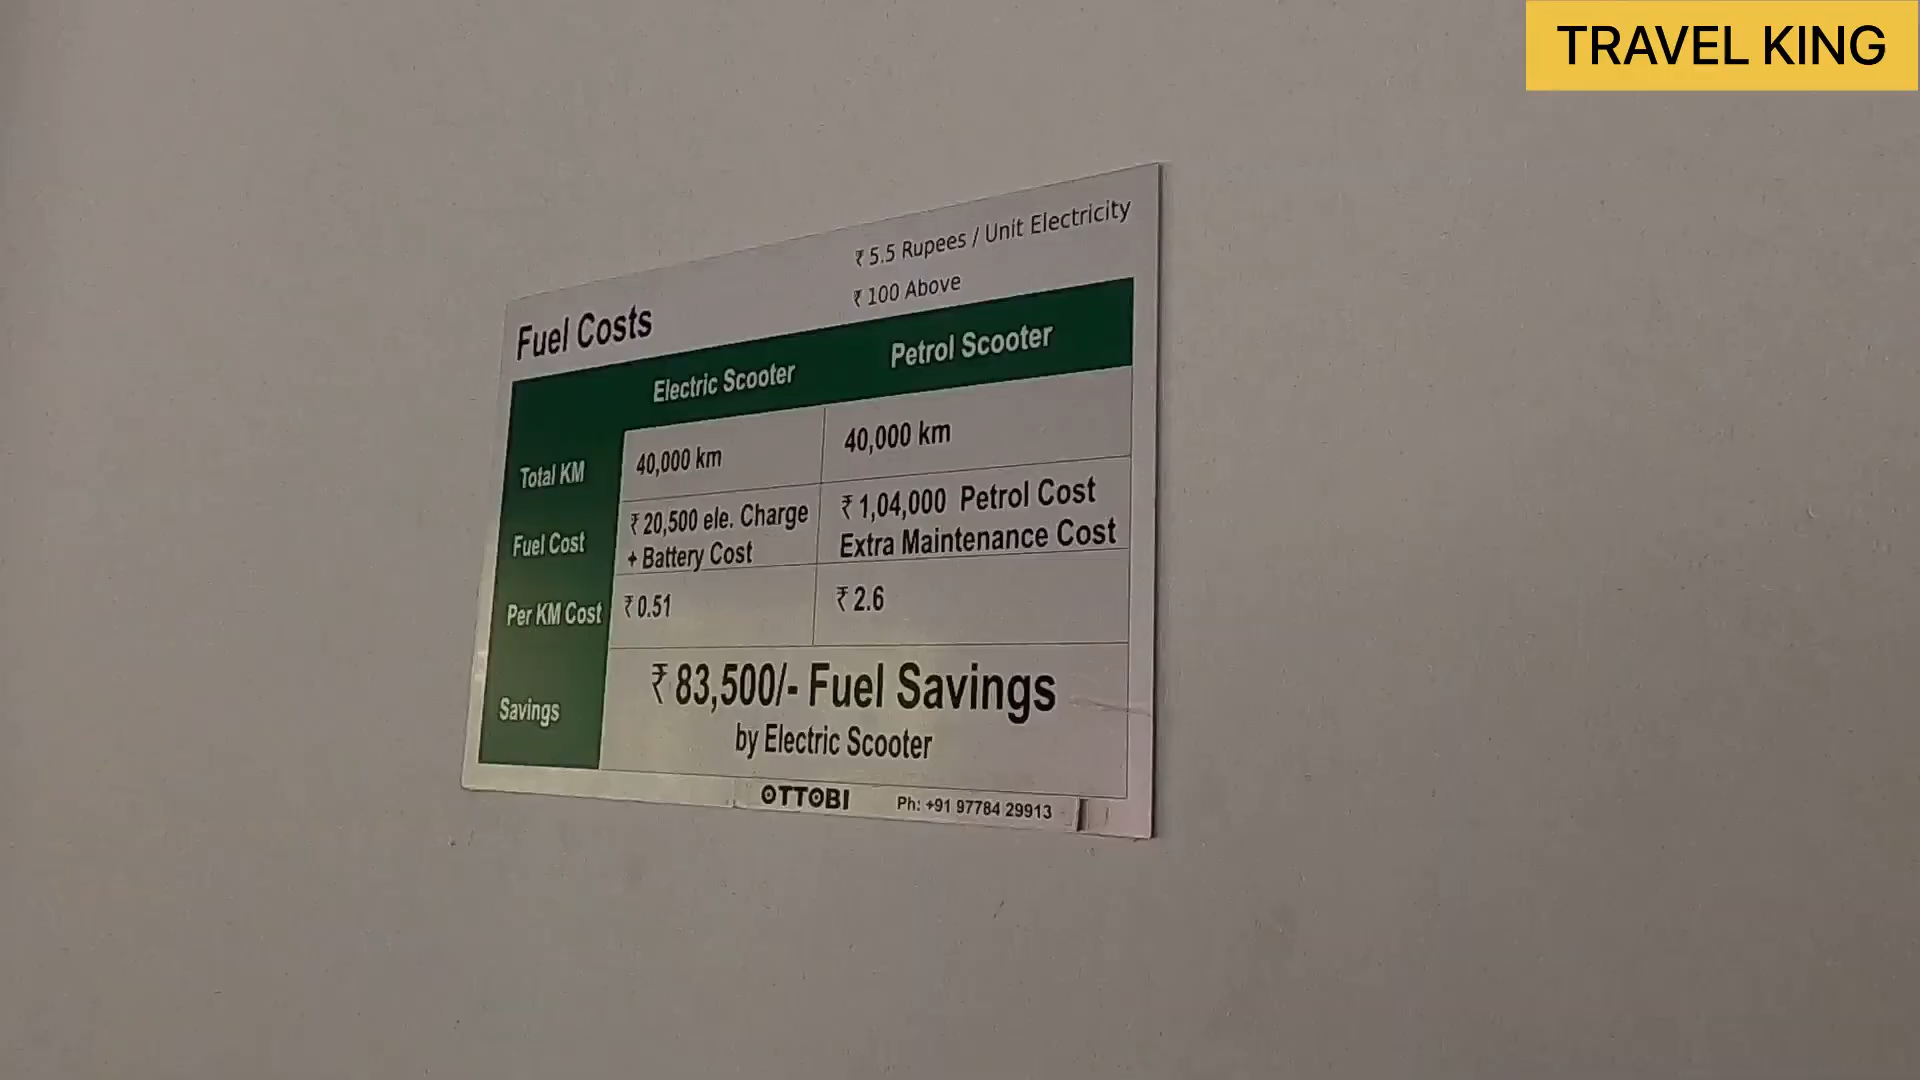 TRAVEL KING
₹ 5.5 Rupees / Unit Electricity
₹ 100 Above
Fuel Costs
Electric Scooter Petrol Scooter
Total KM 40,000 km 40,000 km
Fuel Cost ₹ 20,500 ele. Charge ₹ 1,04,000 Petrol Cost
+ Battery Cost Extra Maintenance Cost
Per KM Cost ₹ 0.51 ₹ 2.6
Savings ₹ 83,500/- Fuel Savings
by Electric Scooter
OTTOBI Ph: +91 97784 29913